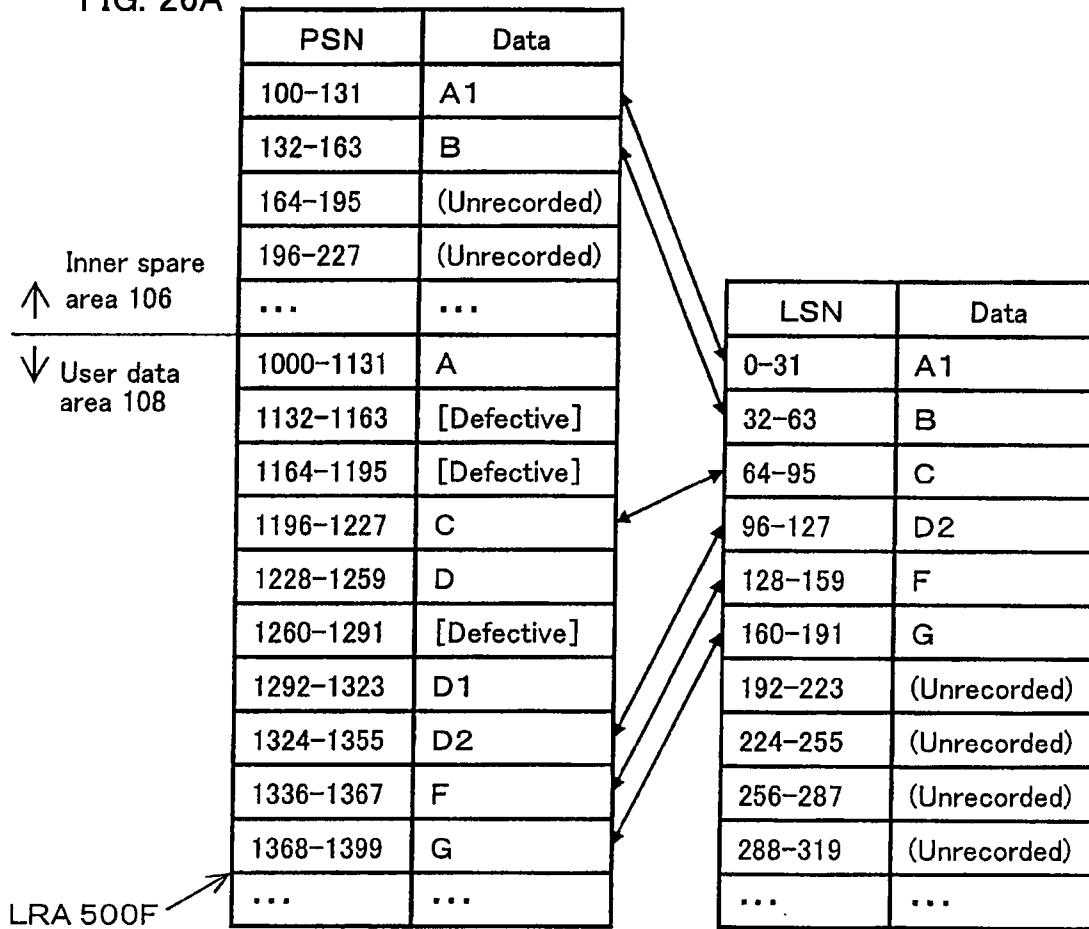 FIG. 26A
PSN Data
100-131 A1
132-163 B
164-195 (Unrecorded)
196-227 (Unrecorded)
... ...
1000-1131 A
1132-1163 [Defective]
1164-1195 [Defective]
1196-1227 C
1228-1259 D
1260-1291 [Defective]
1292-1323 D1
1324-1355 D2
1336-1367 F
1368-1399 G
... ...
Inner spare
area 106
User data
area 108
LRA 500F
LSN Data
0-31 A1
32-63 B
64-95 C
96-127 D2
128-159 F
160-191 G
192-223 (Unrecorded)
224-255 (Unrecorded)
256-287 (Unrecorded)
288-319 (Unrecorded)
... ...